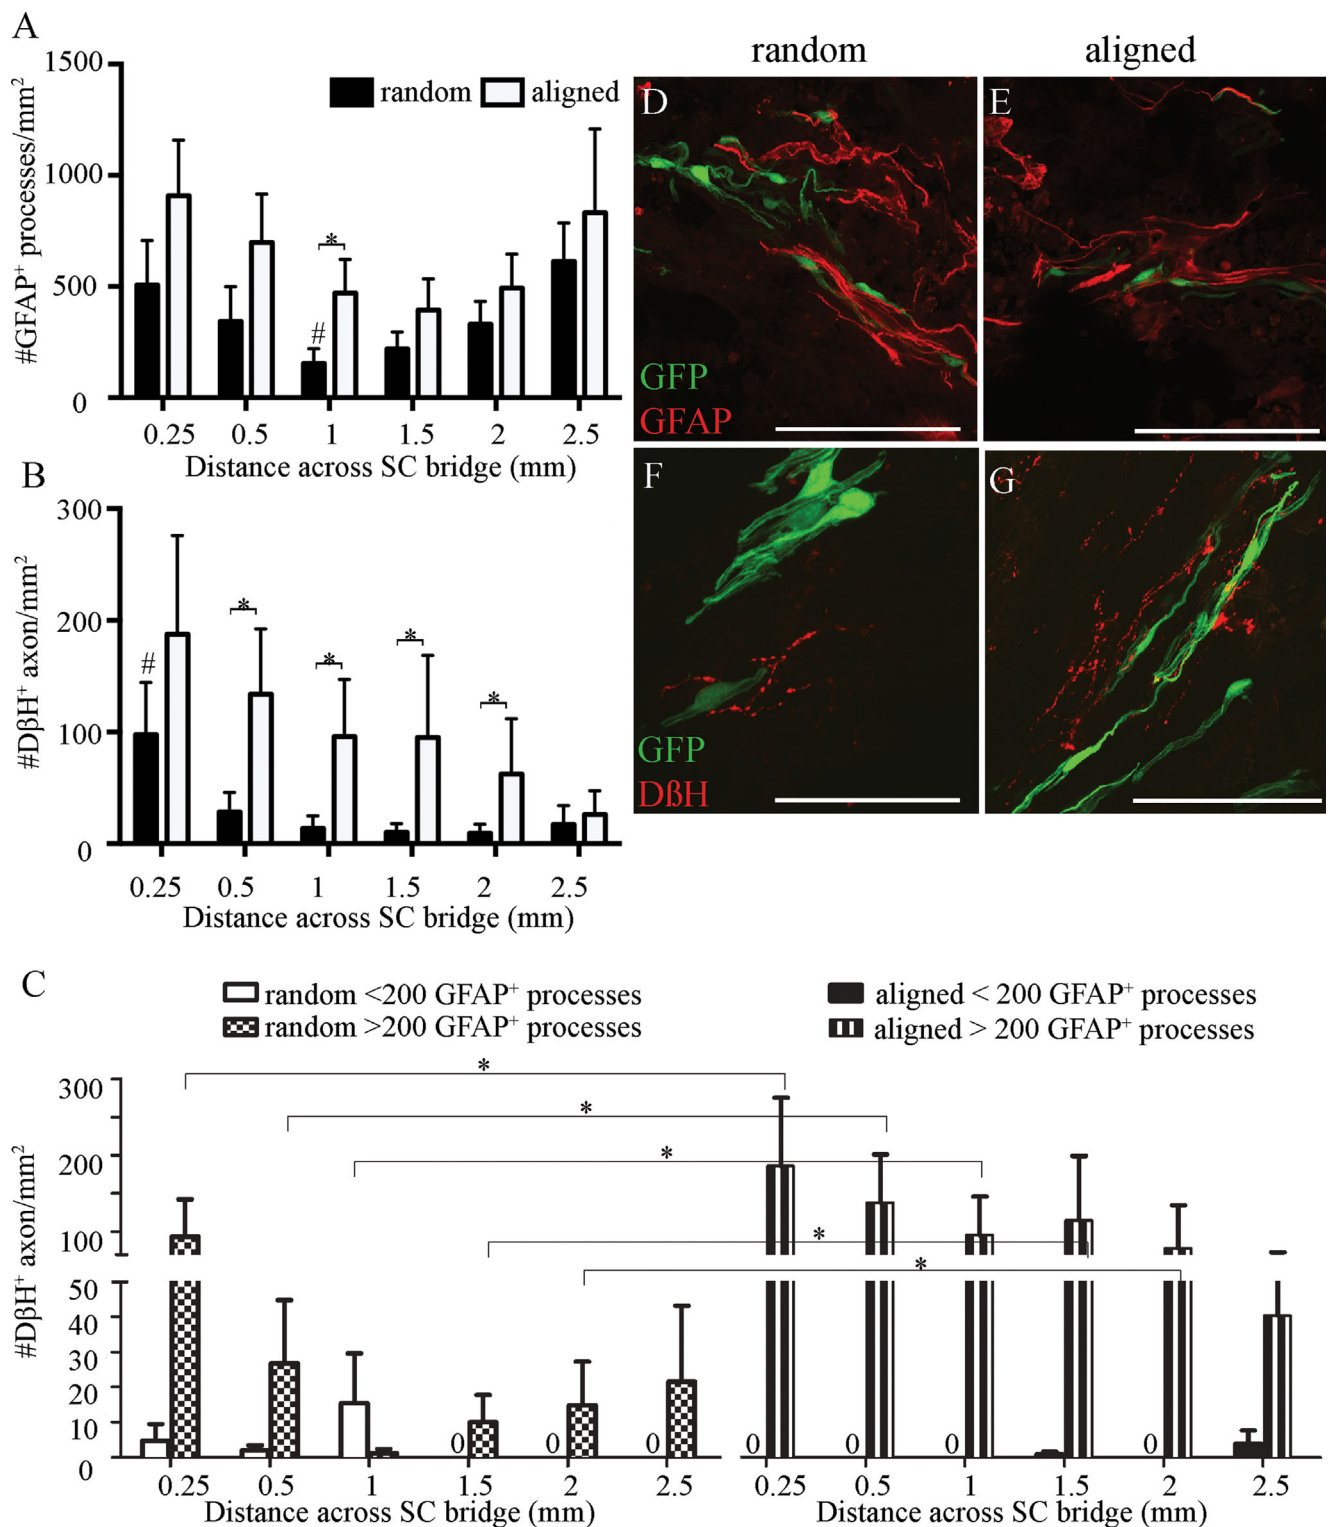 A
#GFAP⁺ processes/mm²
1500
1000
500
0
random aligned
*
#
0.25 0.5 1 1.5 2 2.5
Distance across SC bridge (mm)
B
#DβH⁺ axon/mm²
300
200
100
0
#
* * * *
0.25 0.5 1 1.5 2 2.5
Distance across SC bridge (mm)
random aligned
D
GFP
GFAP
E
F
GFP
DβH
G
C
random <200 GFAP⁺ processes
random >200 GFAP⁺ processes
aligned < 200 GFAP⁺ processes
aligned > 200 GFAP⁺ processes
#DβH⁺ axon/mm²
300
200
100
50
40
30
20
10
0
*
*
*
*
*
0 0 0 0 0 0 0
0.25 0.5 1 1.5 2 2.5 0.25 0.5 1 1.5 2 2.5
Distance across SC bridge (mm) Distance across SC bridge (mm)